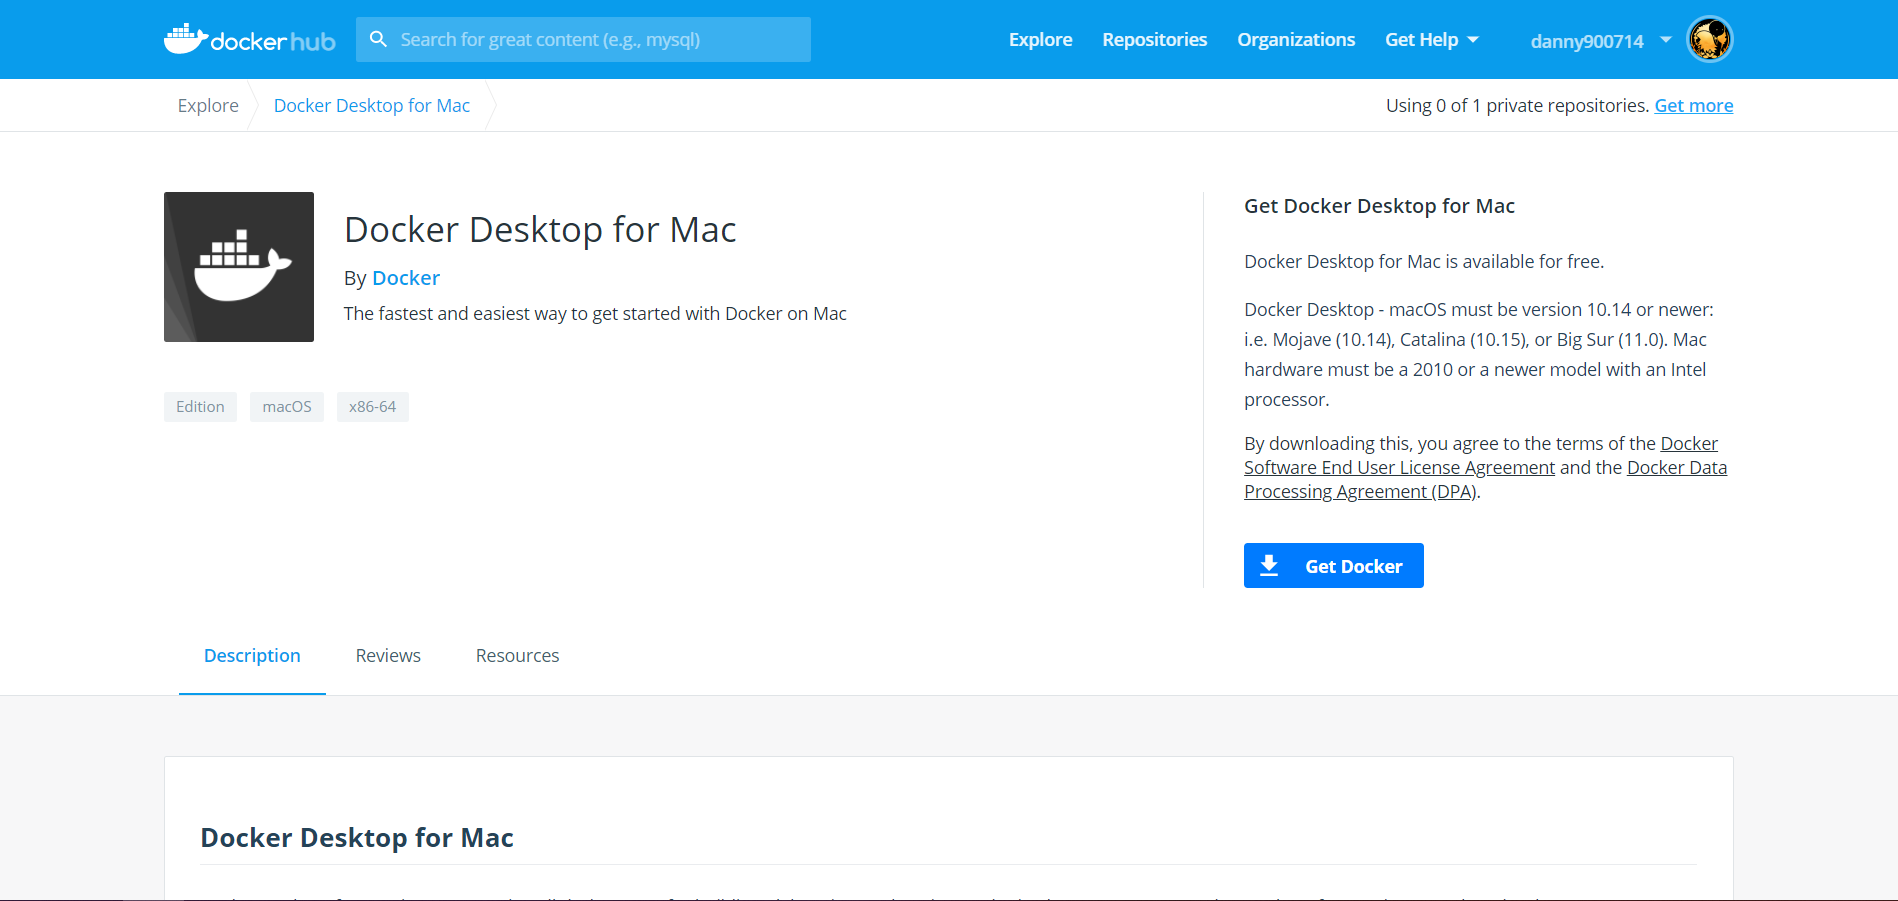 docker hub
Search for great content (e.g., mysql)
Explore
Repositories
Organizations
Get Help
danny900714
Explore
Docker Desktop for Mac
Using 0 of 1 private repositories. Get more
Docker Desktop for Mac
By Docker
The fastest and easiest way to get started with Docker on Mac
Edition
macOS
x86-64
Get Docker Desktop for Mac
Docker Desktop for Mac is available for free.
Docker Desktop - macOS must be version 10.14 or newer:
i.e. Mojave (10.14), Catalina (10.15), or Big Sur (11.0). Mac
hardware must be a 2010 or a newer model with an Intel
processor.
By downloading this, you agree to the terms of the Docker
Software End User License Agreement and the Docker Data
Processing Agreement (DPA).
Get Docker
Description
Reviews
Resources
Docker Desktop for Mac